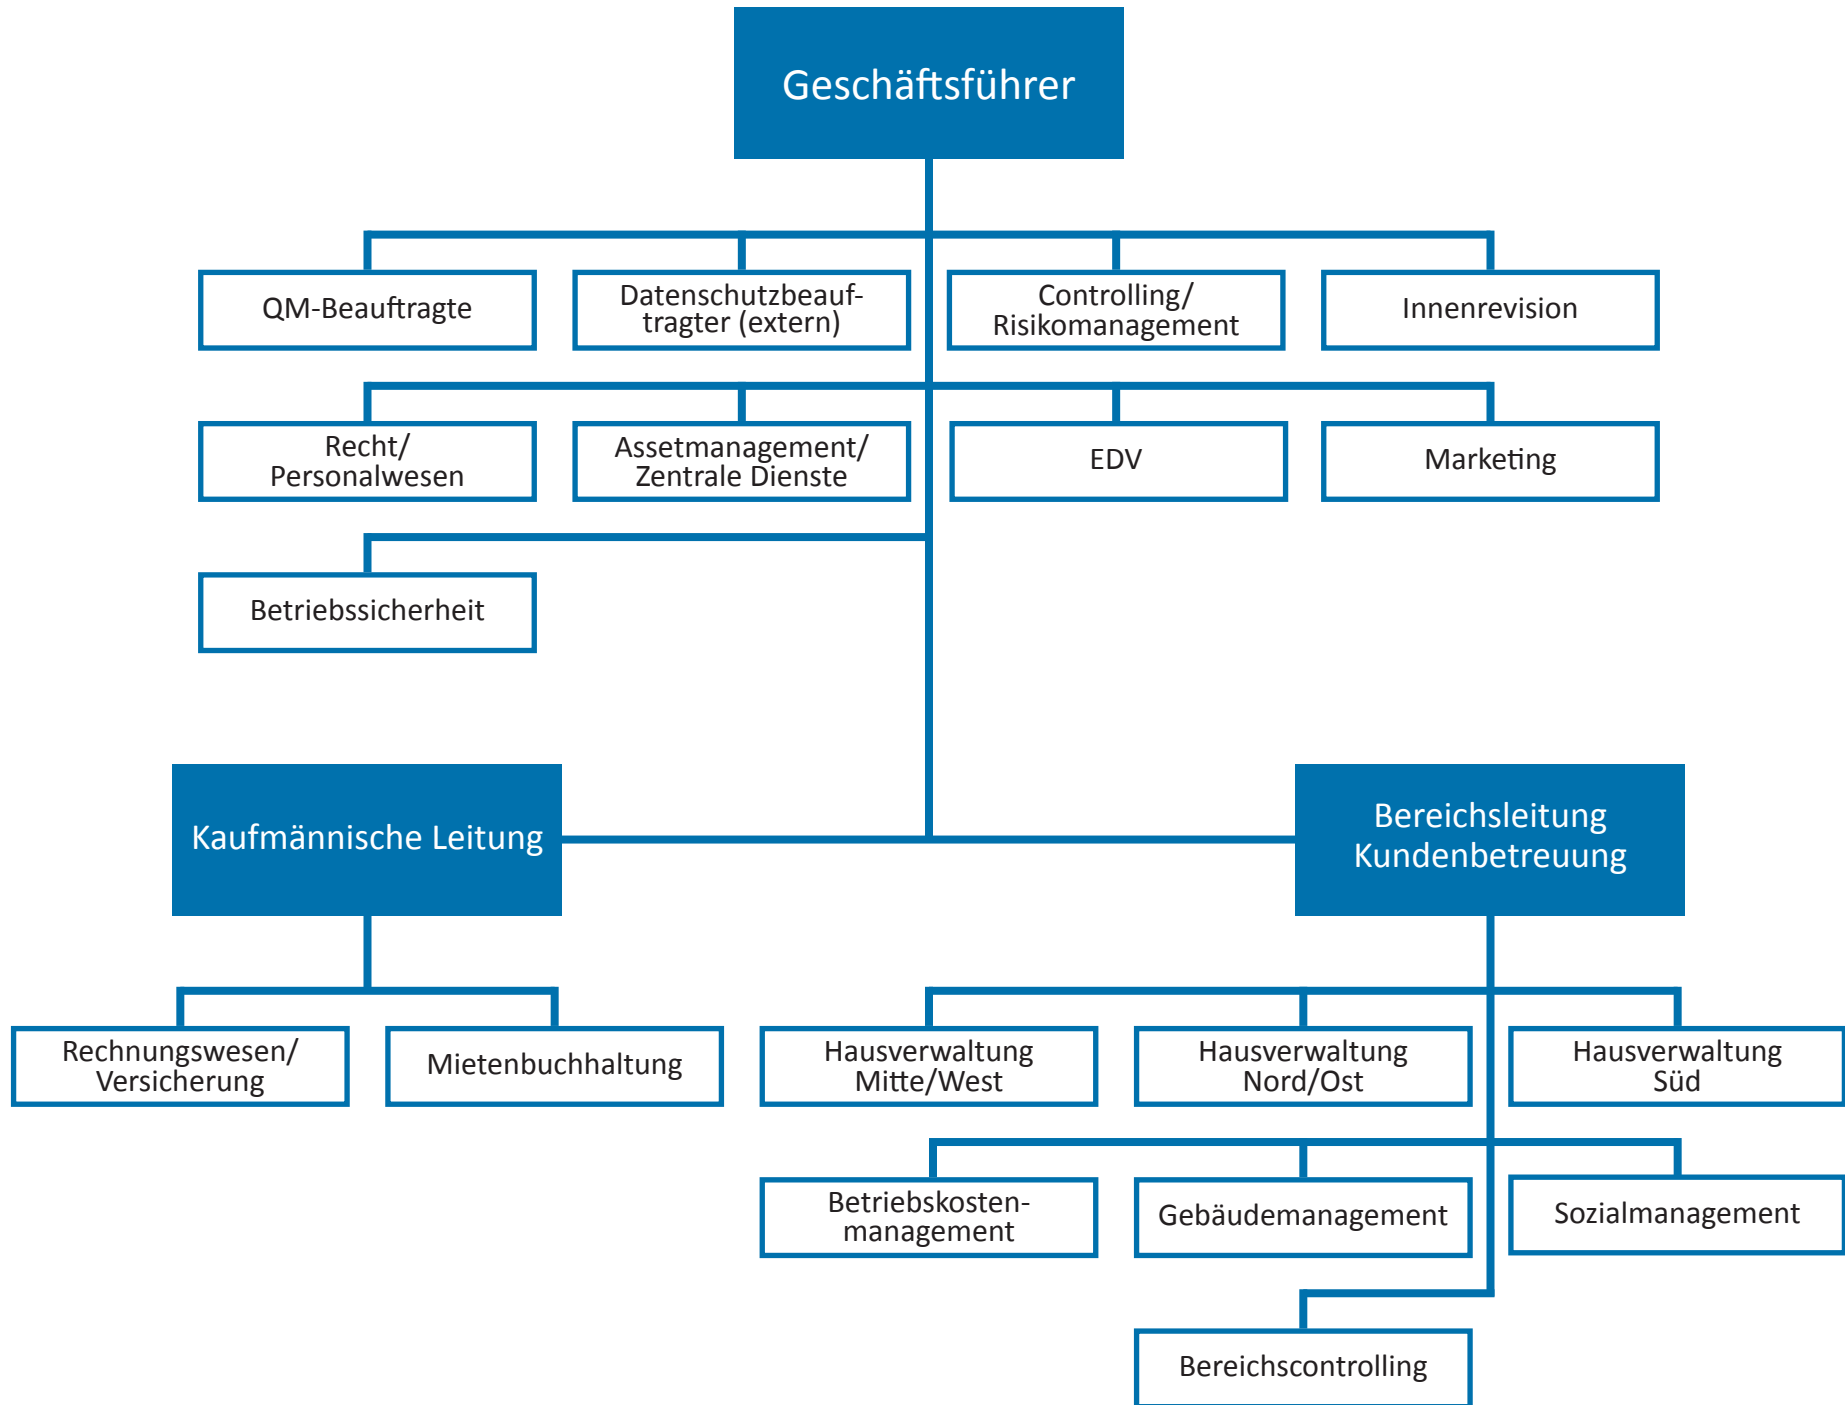 Geschäftsführer
QM-Beauftragte
Datenschutzbeauf-
tragter (extern)
Controlling/
Risikomanagement
Innenrevision
Recht/
Personalwesen
Assetmanagement/
Zentrale Dienste
EDV
Marketing
Betriebssicherheit
Kaufmännische Leitung
Bereichsleitung
Kundenbetreuung
Rechnungswesen/
Versicherung
Mietenbuchhaltung
Hausverwaltung
Mitte/West
Hausverwaltung
Nord/Ost
Hausverwaltung
Süd
Betriebskosten-
management
Gebäudemanagement
Sozialmanagement
Bereichscontrolling